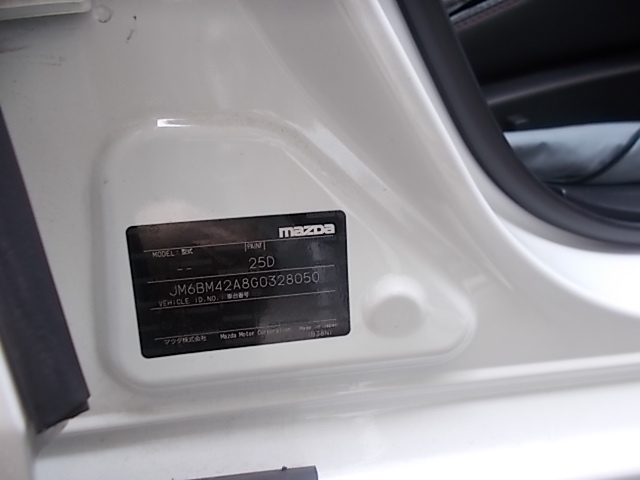 mazda
MODEL : 型式 PAINT
-- 25D
JM6BM42A8G0328050
VEHICLE ID.NO. : 車台番号
マツダ株式会社 Mazda Motor Corporation Made in Japan